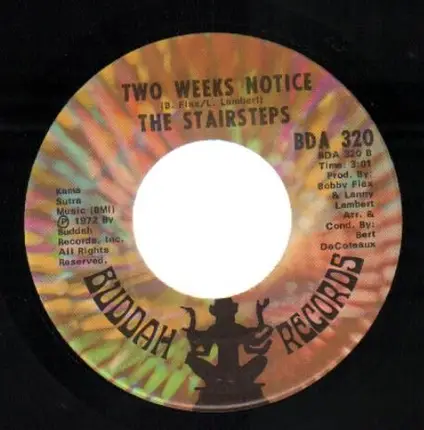 TWO WEEKS NOTICE
(B. Flax/L. Lambert)
THE STAIRSTEPS
BDA 320
BDA 320 B
Time: 3:01
Prod. By:
Bobby Flax
& Lanny
Lambert
Arr. &
Cond. By:
Bert
DeCoteaux
Kama
Sutra
Music (BMI)
Ⓟ 1972 By
Buddah
Records, Inc.
All Rights
Reserved.
BUDDAH RECORDS